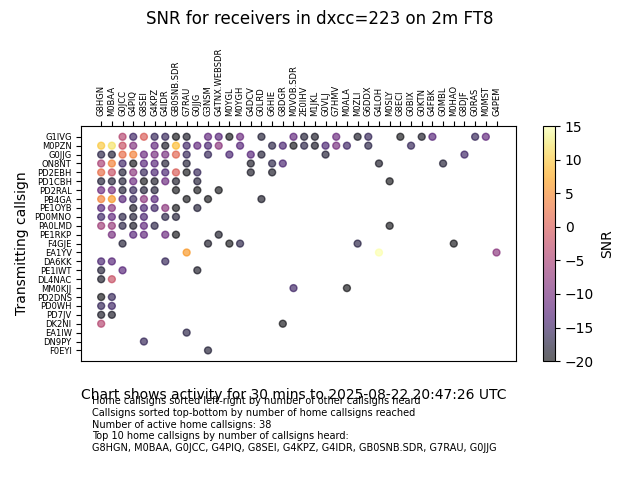 SNR for receivers in dxcc=223 on 2m FT8
G8HGN M0BAA G0JCC G4PIQ G8SEI G4KPZ G4IDR GB0SNB.SDR G7RAU G0JJG G3NSM G4TNX.WEBSDR M0YGL M0YGH G4DCV G0LRD G6HIE G8DGR M0VQB.SDR 2E0IHV M1JKL G0VLJ G7HMV M0ALA M0ZLI G6DDX G4LOH M0SLY G8ECI G0BIX G0KTN G4FBK G0MBL M0HAO G8DJF G0RAS M0MST G4PEM
Transmitting callsign
G1IVG
M0PZN
G0JJG
ON8NT
PD2EBH
PD1CBH
PD2RAL
PB4GA
PE1OYB
PD0MNO
PA0LMD
PE1RKP
F4GJE
EA1YV
DA6KK
PE1IWT
DL4NAC
MM0KJJ
PD2DNS
PD0WH
PD7JV
DK2NI
EA1IW
DN9PY
F0EYI
15
10
5
0
−5
−10
−15
−20
SNR
Chart shows activity for 30 mins to 2025-08-22 20:47:26 UTC
Home callsigns sorted left-right by number of other callsigns heard
Callsigns sorted top-bottom by number of home callsigns reached
Number of active home callsigns: 38
Top 10 home callsigns by number of callsigns heard:
G8HGN, M0BAA, G0JCC, G4PIQ, G8SEI, G4KPZ, G4IDR, GB0SNB.SDR, G7RAU, G0JJG